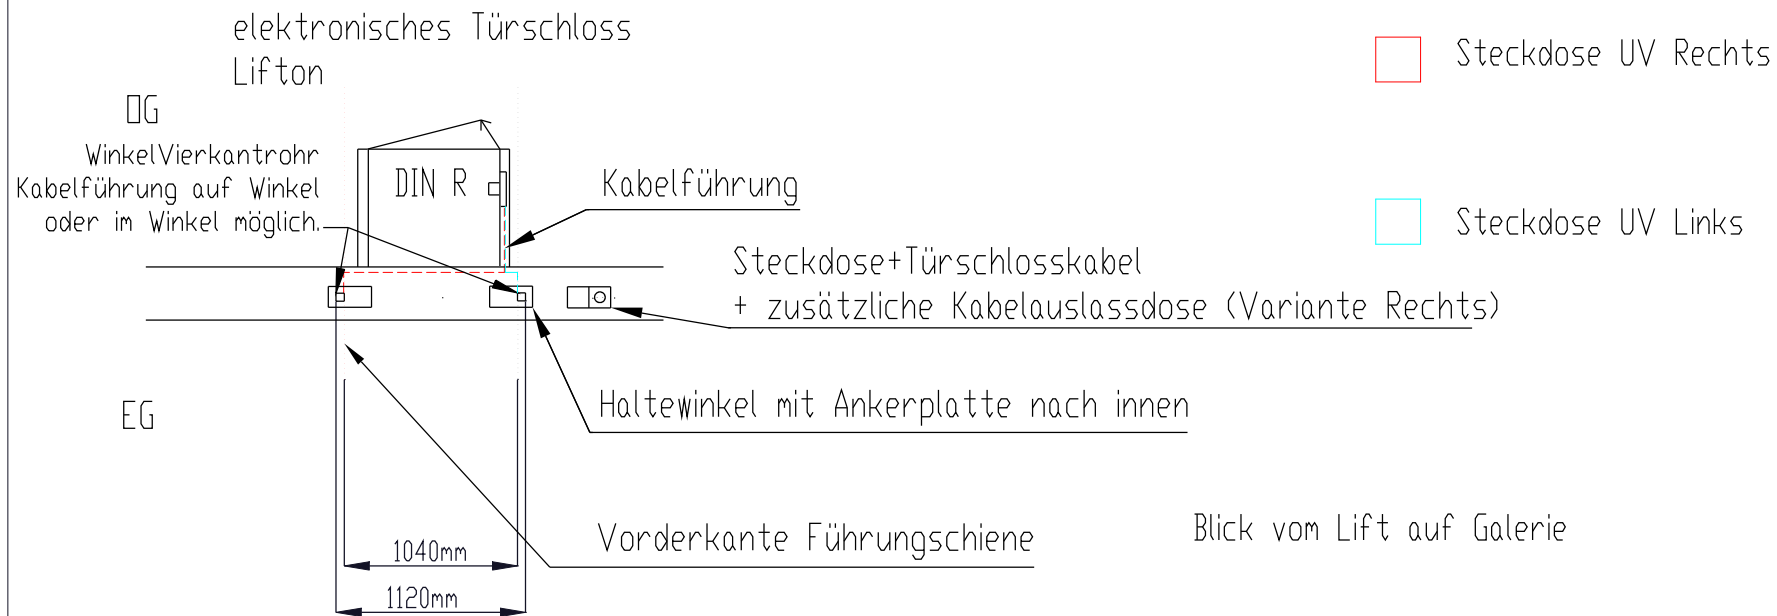 elektronisches Türschloss
Lifton
Steckdose UV Rechts
ÖG
WinkelVierkantrohr
Kabelführung auf Winkel
oder im Winkel möglich.
DIN R
Kabelführung
Steckdose UV Links
Steckdose+Türschlosskabel
+ zusätzliche Kabelauslassdose (Variante Rechts)
EG
Haltewinkel mit Ankerplatte nach innen
Vorderkante Führungschiene
Blick vom Lift auf Galerie
1040mm
1120mm